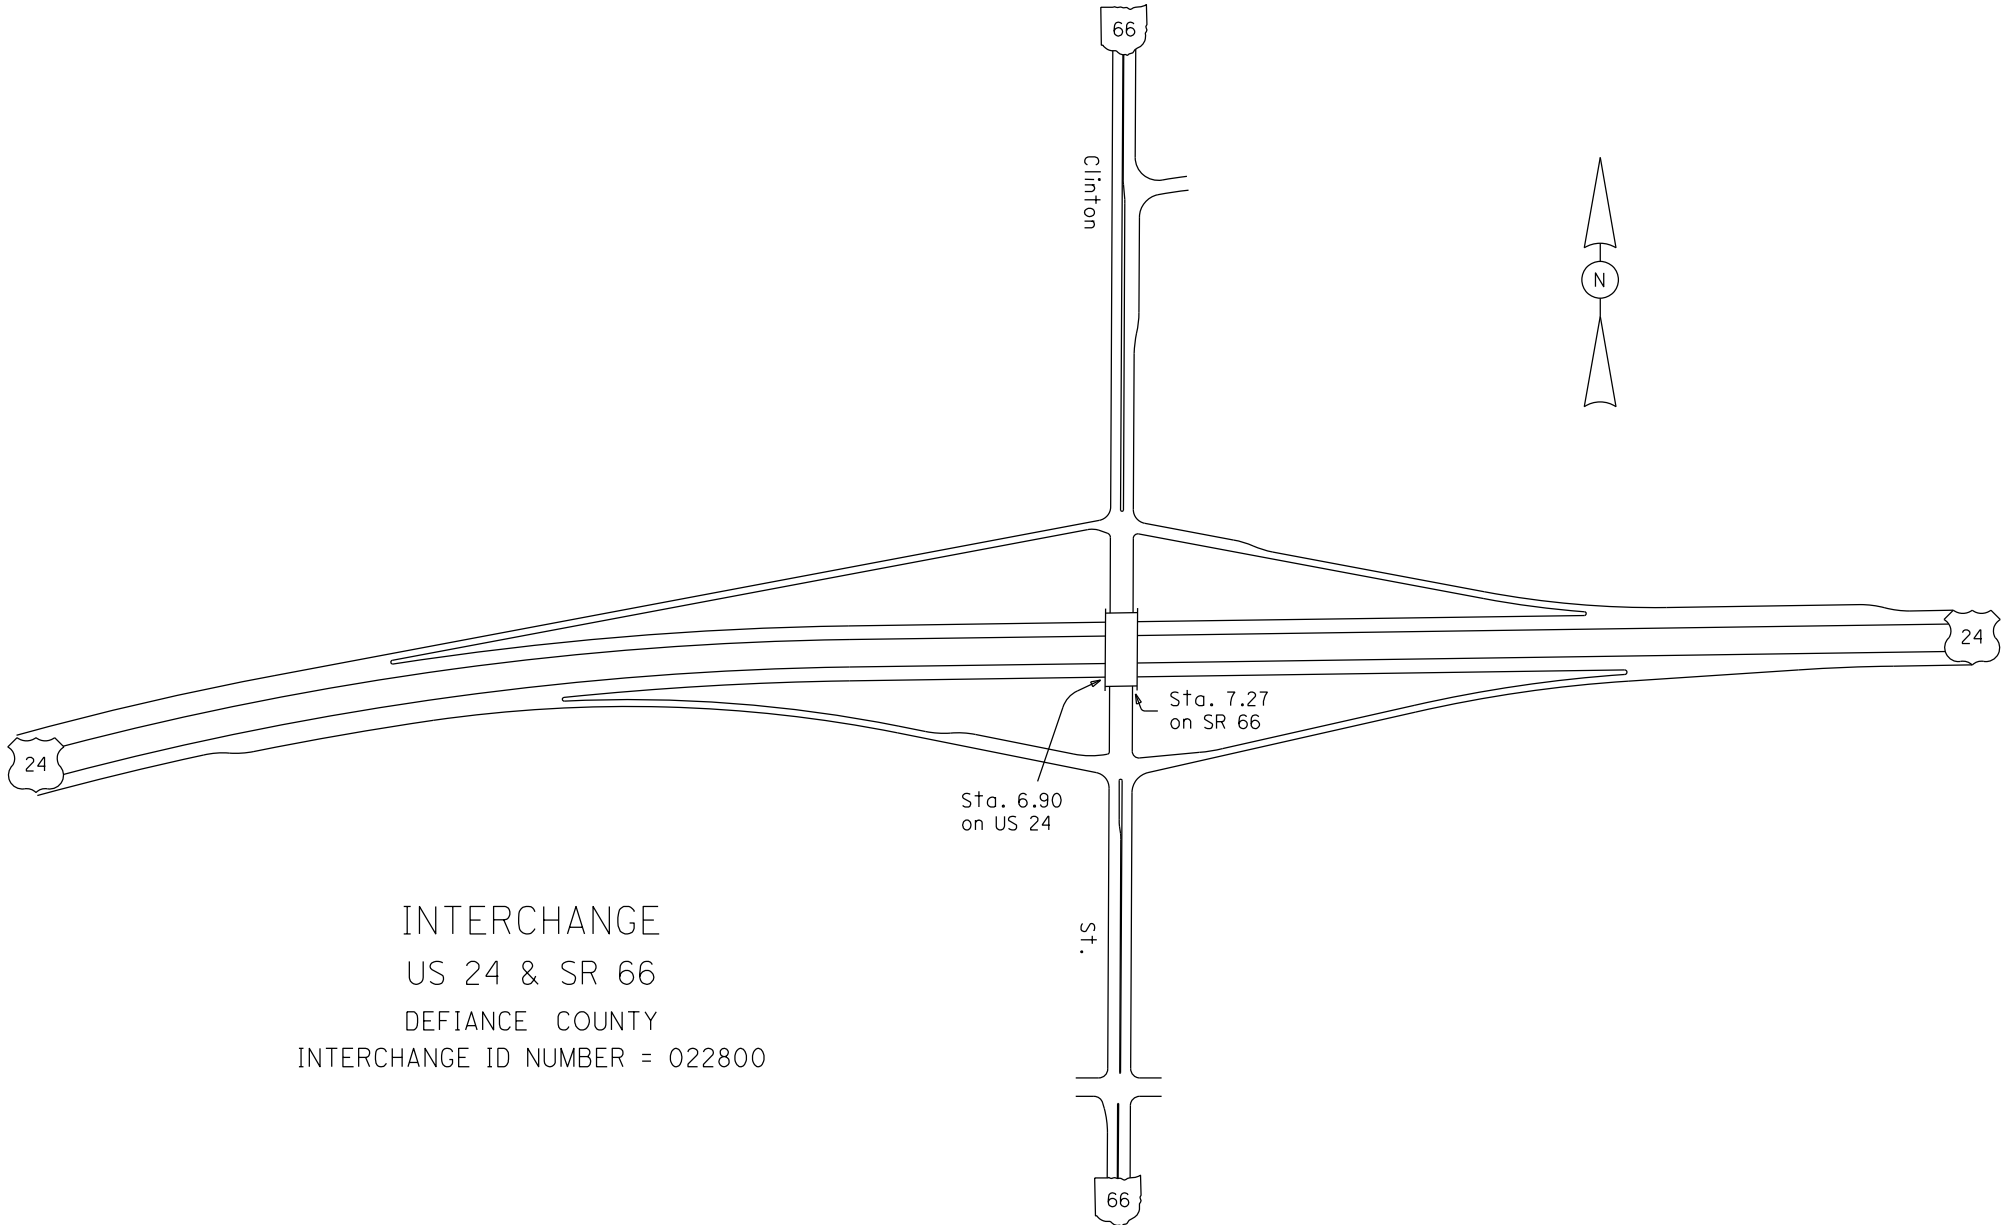 66
Clinton
N
24
24
Sta. 7.27
on SR 66
Sta. 6.90
on US 24
St.
INTERCHANGE
US 24 & SR 66
DEFIANCE COUNTY
INTERCHANGE ID NUMBER = 022800
66